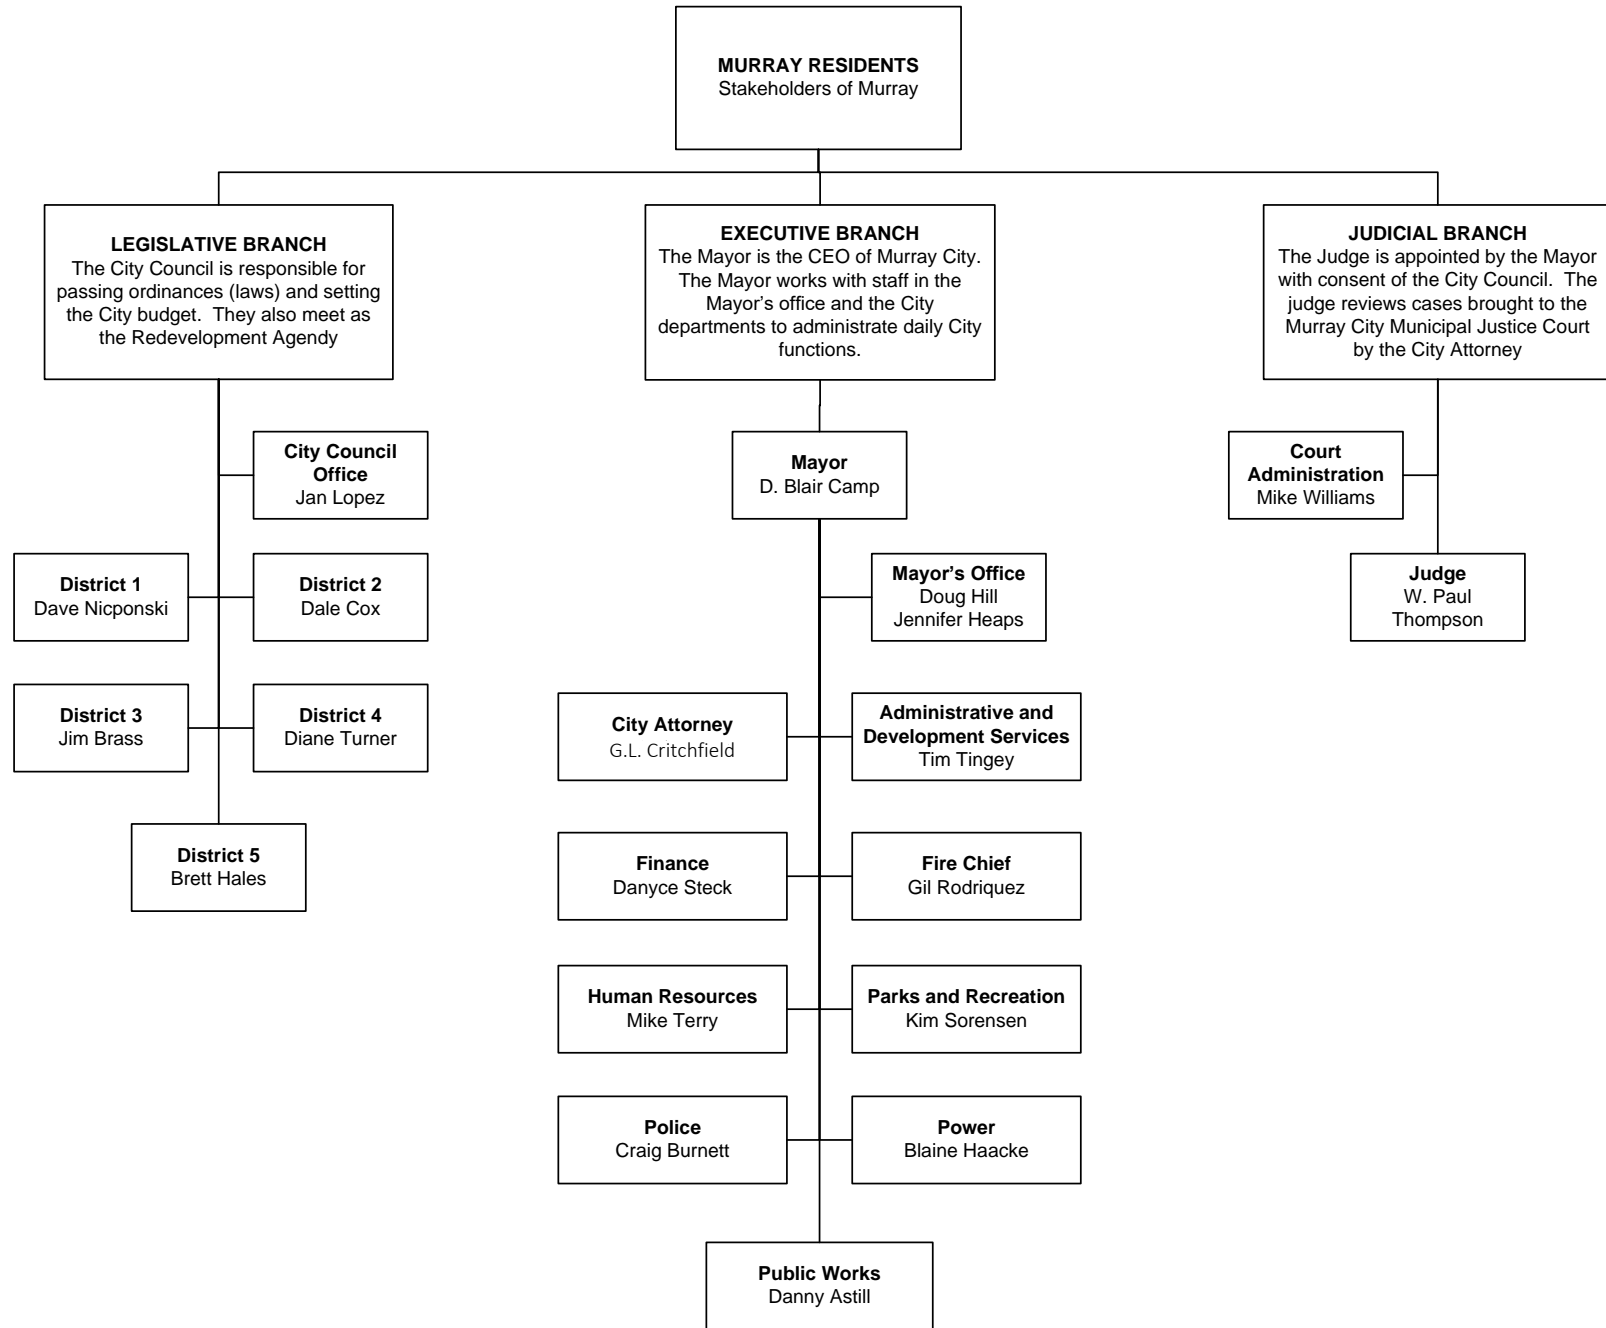 MURRAY RESIDENTS
Stakeholders of Murray
LEGISLATIVE BRANCH
The City Council is responsible for
passing ordinances (laws) and setting
the City budget.  They also meet as
the Redevelopment Agendy
EXECUTIVE BRANCH
The Mayor is the CEO of Murray City.
The Mayor works with staff in the
Mayor’s office and the City
departments to administrate daily City
functions.
JUDICIAL BRANCH
The Judge is appointed by the Mayor
with consent of the City Council.  The
judge reviews cases brought to the
Murray City Municipal Justice Court
by the City Attorney
City Council
Office
Jan Lopez
Mayor
D. Blair Camp
Court
Administration
Mike Williams
District 1
Dave Nicponski
District 2
Dale Cox
Mayor’s Office
Doug Hill
Jennifer Heaps
Judge
W. Paul
Thompson
District 3
Jim Brass
District 4
Diane Turner
City Attorney
G.L. Critchfield
Administrative and
Development Services
Tim Tingey
District 5
Brett Hales
Finance
Danyce Steck
Fire Chief
Gil Rodriquez
Human Resources
Mike Terry
Parks and Recreation
Kim Sorensen
Police
Craig Burnett
Power
Blaine Haacke
Public Works
Danny Astill